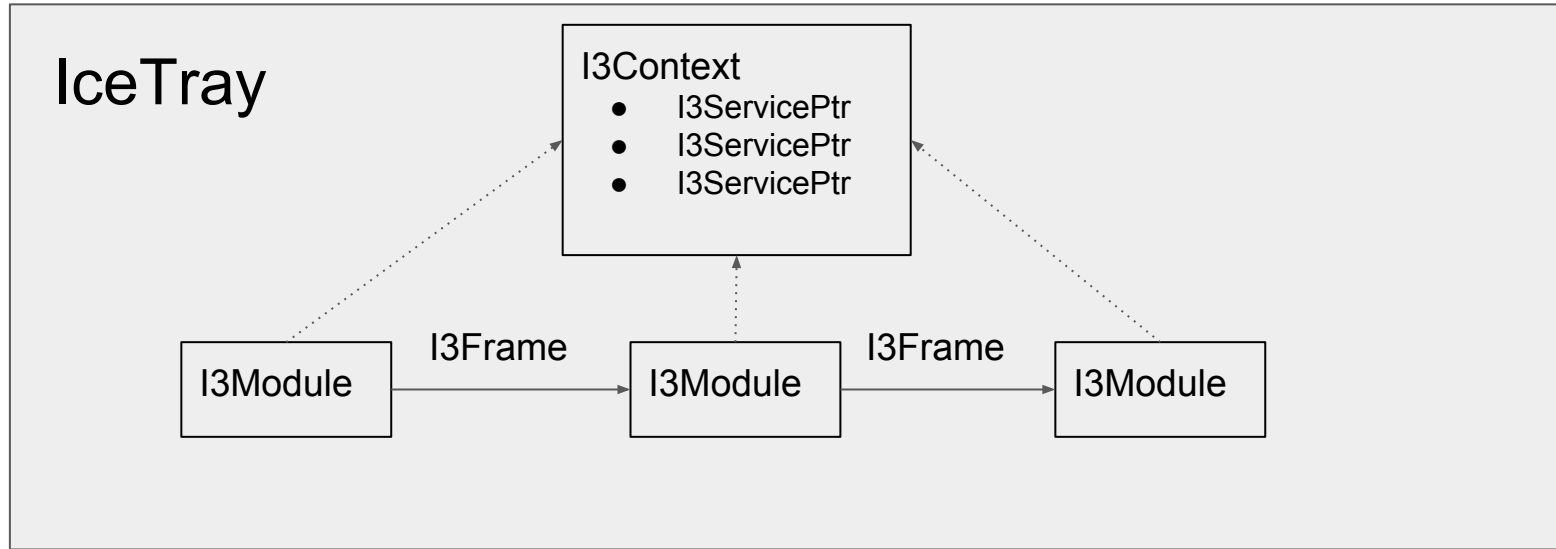 IceTray
I3Context
● I3ServicePtr
● I3ServicePtr
● I3ServicePtr
I3Frame
I3Frame
I3Module
I3Module
I3Module